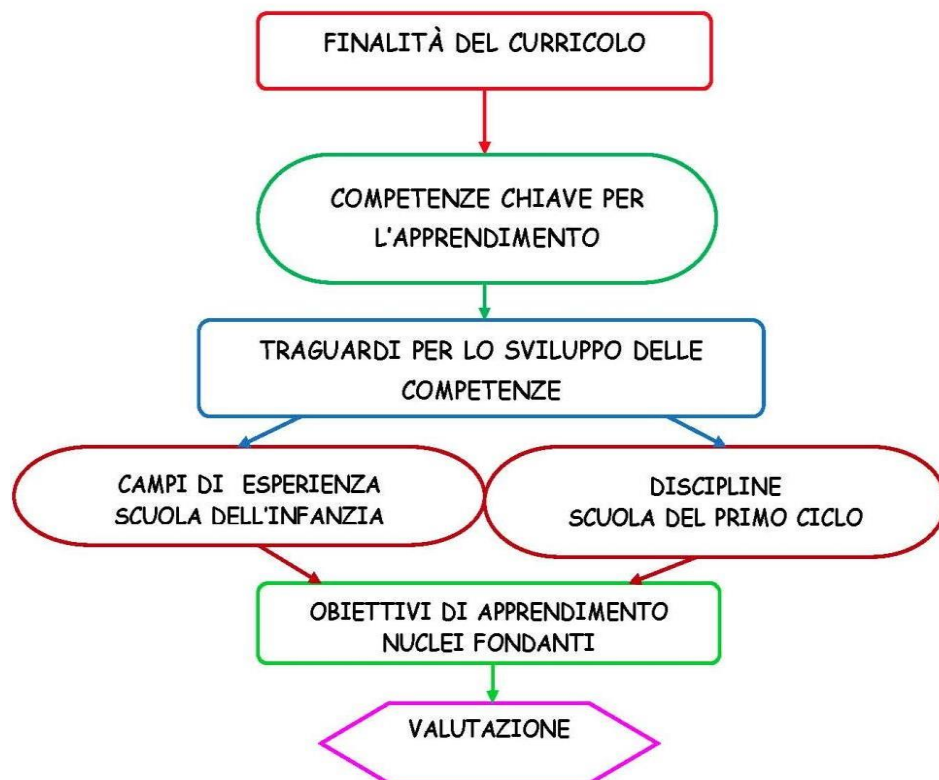 FINALITÀ DEL CURRICOLO
COMPETENZE CHIAVE PER
L'APPRENDIMENTO
TRAGUARDI PER LO SVILUPPO DELLE
COMPETENZE
CAMPI DI ESPERIENZA
SCUOLA DELL'INFANZIA
DISCIPLINE
SCUOLA DEL PRIMO CICLO
OBIETTIVI DI APPRENDIMENTO
NUCLEI FONDANTI
VALUTAZIONE